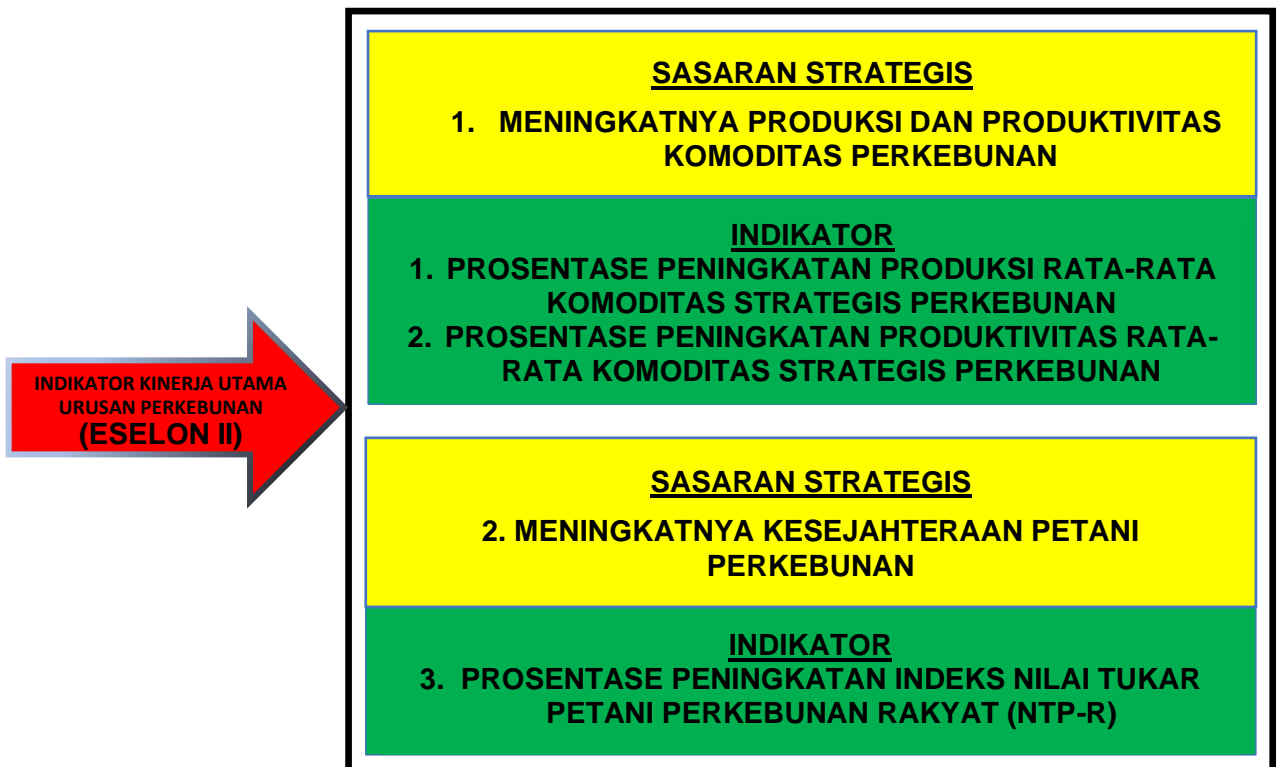 INDIKATOR KINERJA UTAMA
URUSAN PERKEBUNAN
(ESELON II)
SASARAN STRATEGIS
1. MENINGKATNYA PRODUKSI DAN PRODUKTIVITAS
KOMODITAS PERKEBUNAN
INDIKATOR
1. PROSENTASE PENINGKATAN PRODUKSI RATA-RATA
KOMODITAS STRATEGIS PERKEBUNAN
2. PROSENTASE PENINGKATAN PRODUKTIVITAS RATA-
RATA KOMODITAS STRATEGIS PERKEBUNAN
SASARAN STRATEGIS
2. MENINGKATNYA KESEJAHTERAAN PETANI
PERKEBUNAN
INDIKATOR
3. PROSENTASE PENINGKATAN INDEKS NILAI TUKAR
PETANI PERKEBUNAN RAKYAT (NTP-R)